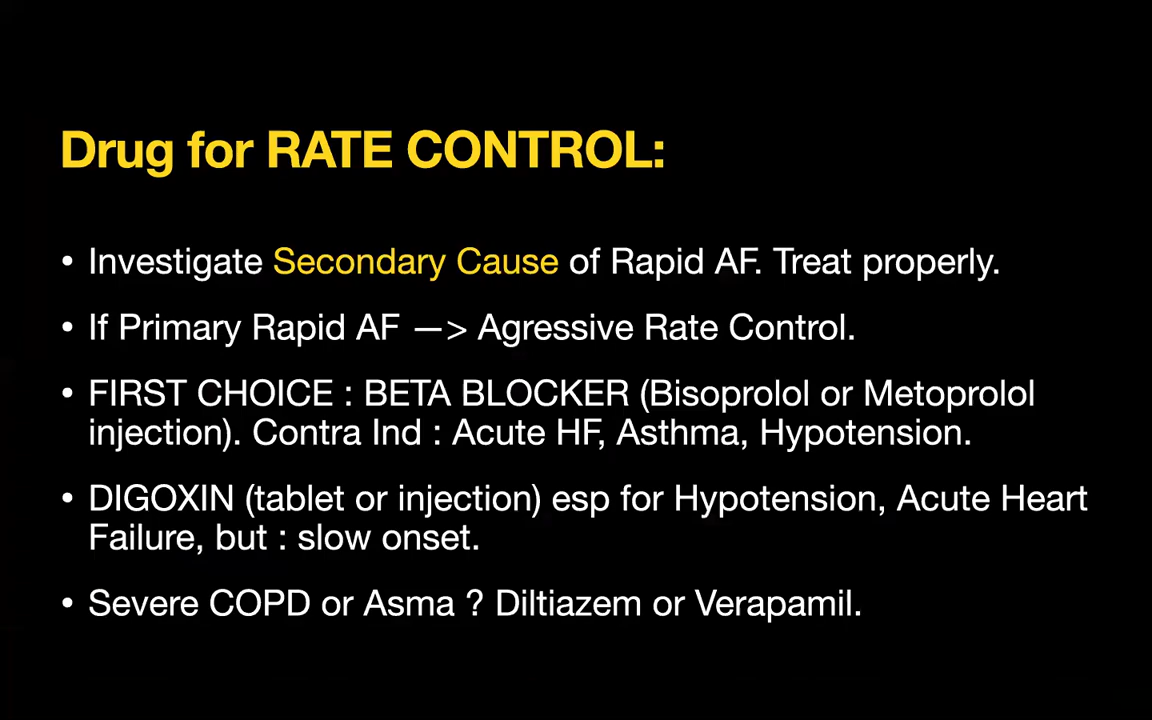 Drug for RATE CONTROL:
• Investigate Secondary Cause of Rapid AF. Treat properly.
• If Primary Rapid AF —> Agressive Rate Control.
• FIRST CHOICE : BETA BLOCKER (Bisoprolol or Metoprolol
injection). Contra Ind : Acute HF, Asthma, Hypotension.
• DIGOXIN (tablet or injection) esp for Hypotension, Acute Heart
Failure, but : slow onset.
• Severe COPD or Asma ? Diltiazem or Verapamil.